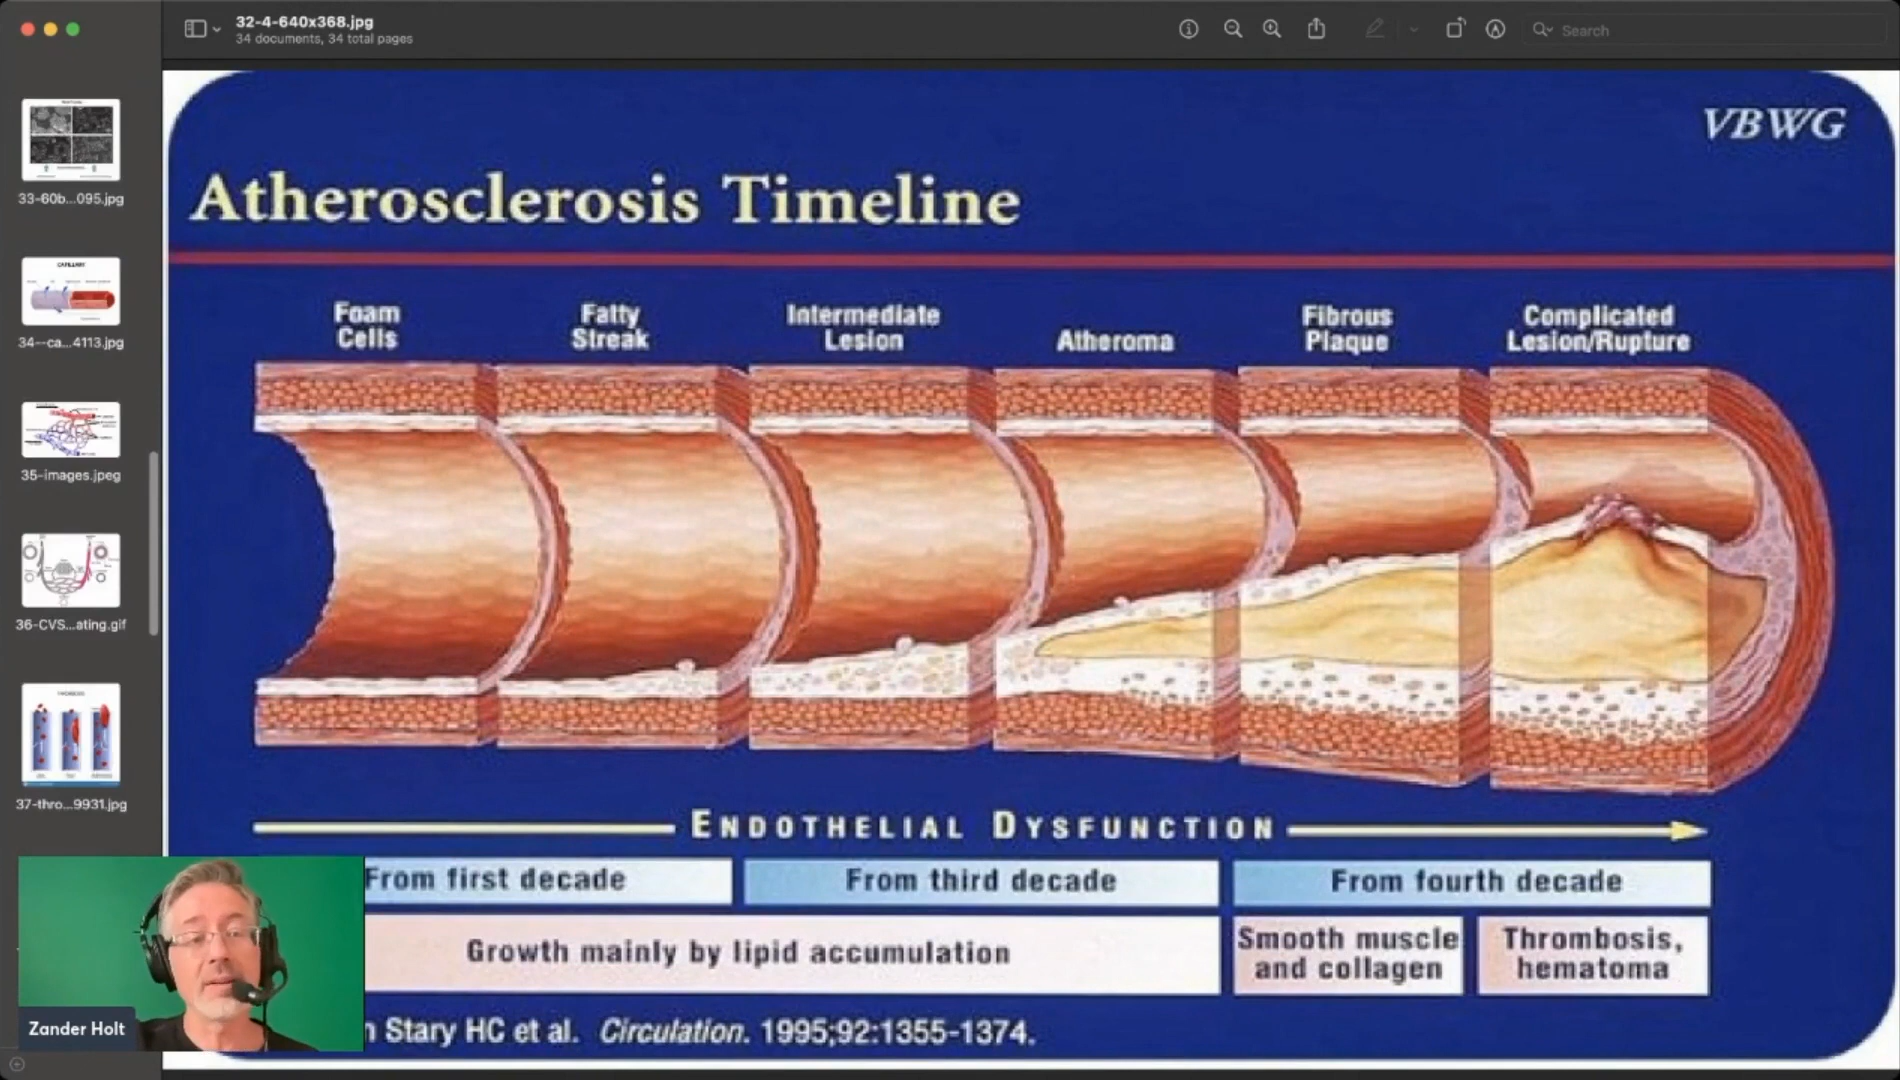 32-4-640x368.jpg
34 documents, 34 total pages
Search
33-60b...095.jpg
CAPILLARY
34--ca...4113.jpg
35-images.jpeg
36-CVS...ating.gif
37-thro...9931.jpg
VBWG
Atherosclerosis Timeline
Foam
Cells
Fatty
Streak
Intermediate
Lesion
Atheroma
Fibrous
Plaque
Complicated
Lesion/Rupture
ENDOTHELIAL DYSFUNCTION
From first decade
From third decade
From fourth decade
Growth mainly by lipid accumulation
Smooth muscle
and collagen
Thrombosis,
hematoma
Stary HC et al. Circulation. 1995;92:1355-1374.
Zander Holt